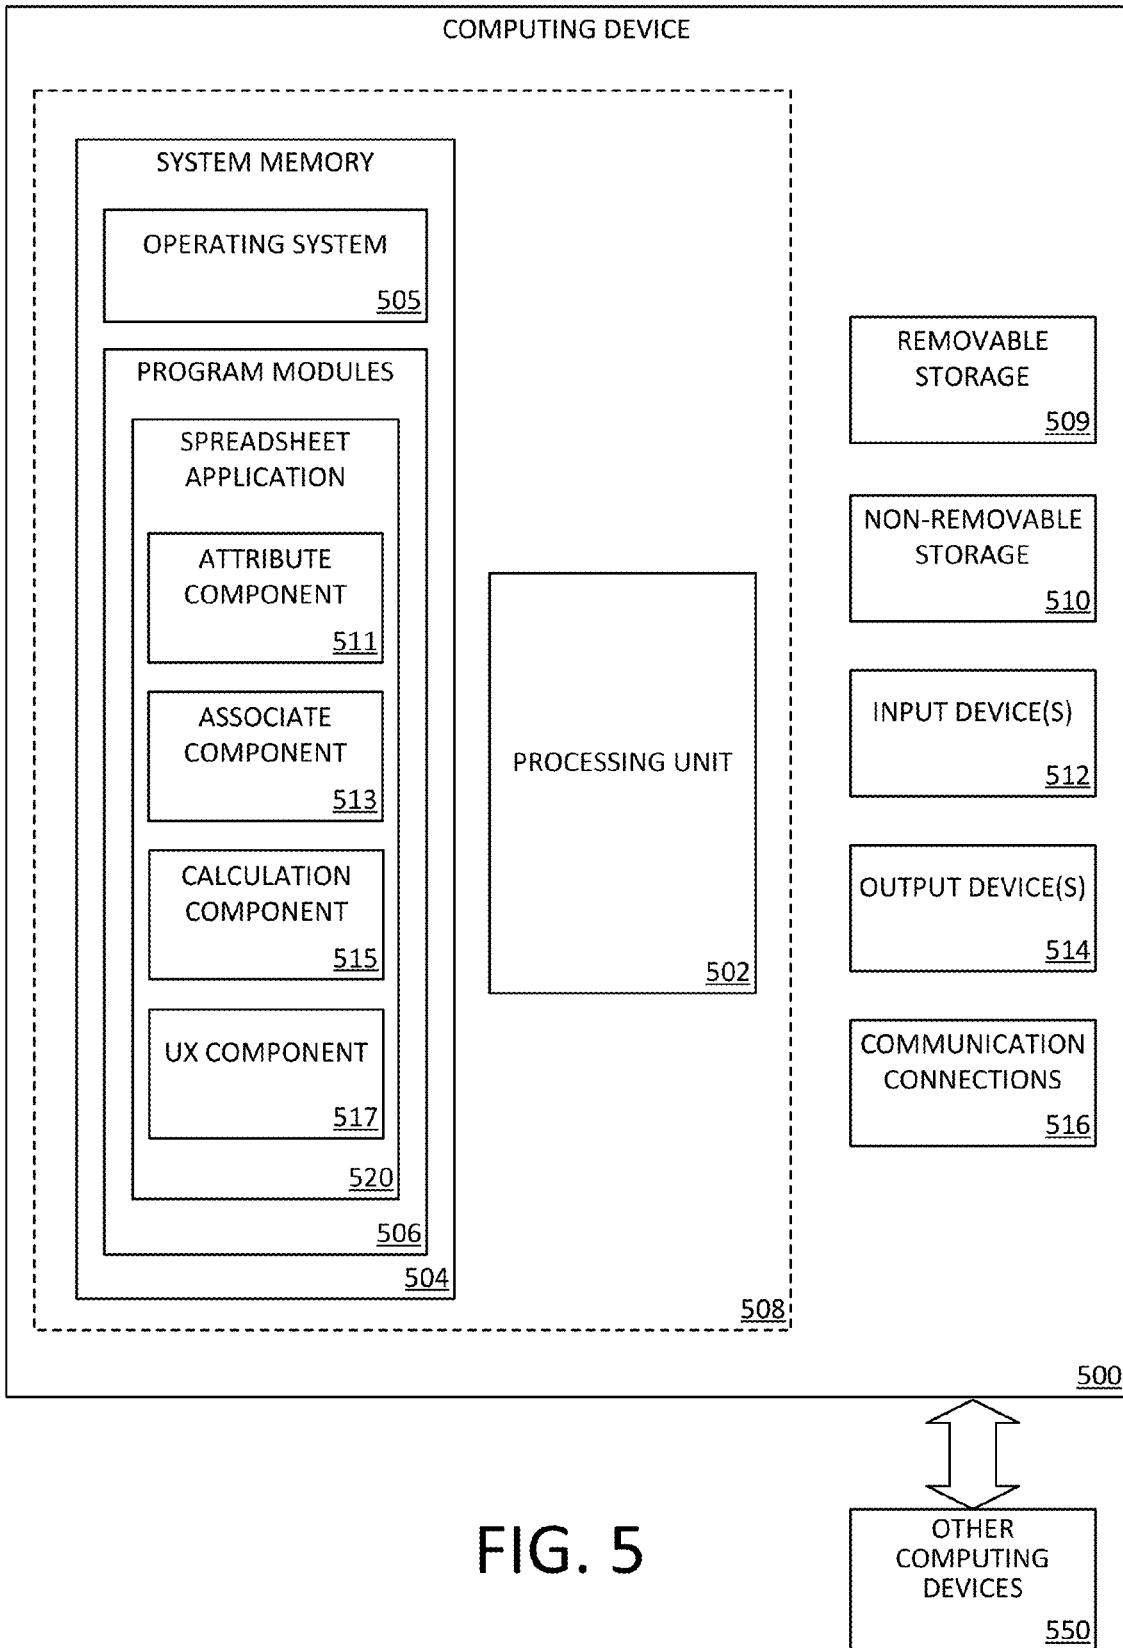 COMPUTING DEVICE
SYSTEM MEMORY
OPERATING SYSTEM
505
PROGRAM MODULES
SPREADSHEET
APPLICATION
ATTRIBUTE
COMPONENT
511
ASSOCIATE
COMPONENT
513
CALCULATION
COMPONENT
515
UX COMPONENT
517
520
506
504
PROCESSING UNIT
502
508
REMOVABLE
STORAGE
509
NON-REMOVABLE
STORAGE
510
INPUT DEVICE(S)
512
OUTPUT DEVICE(S)
514
COMMUNICATION
CONNECTIONS
516
500
OTHER
COMPUTING
DEVICES
550
FIG. 5